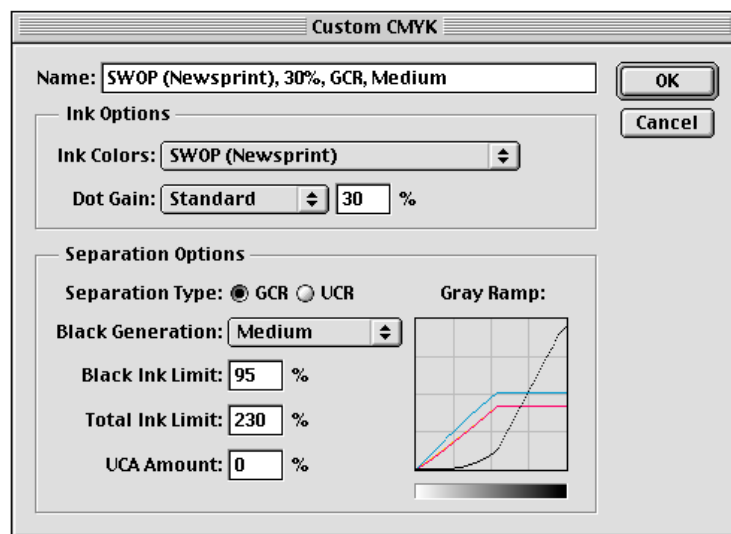 Custom CMYK
Name: SWOP (Newsprint), 30%, GCR, Medium
OK
Cancel
Ink Options
Ink Colors: SWOP (Newsprint)
Dot Gain: Standard 30 %
Separation Options
Separation Type: GCR UCR
Gray Ramp:
Black Generation: Medium
Black Ink Limit: 95 %
Total Ink Limit: 230 %
UCA Amount: 0 %